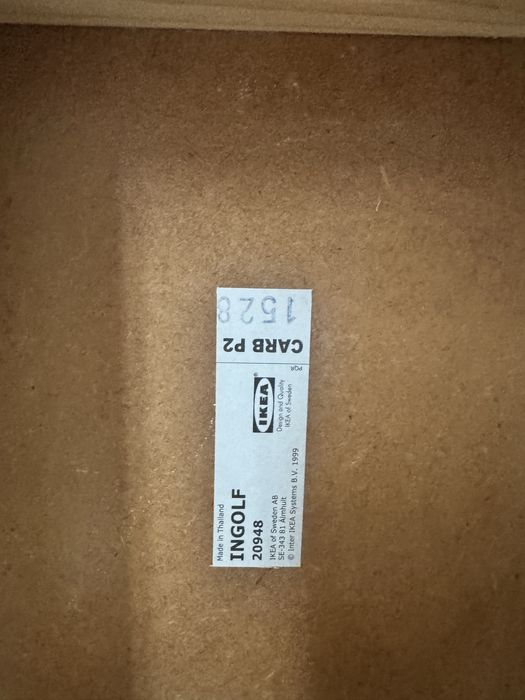 Made in Thailand
INGOLF
20948
IKEA of Sweden AB
SE-343 81 Älmhult
© Inter IKEA Systems B.V. 1999
IKEA®
Design and Quality
IKEA of Sweden
PQR
CARB P2
1528